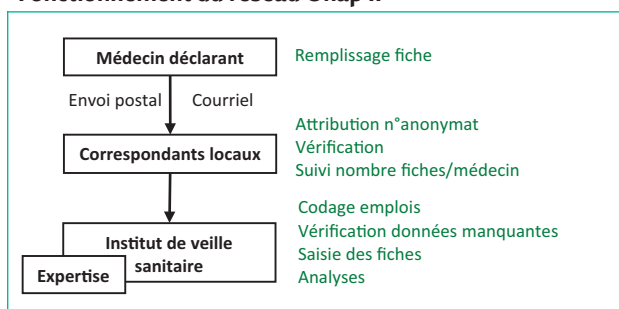 Médecin déclarant
Remplissage fiche
Envoi postal
Courriel
Attribution n°anonymat
Correspondants locaux
Vérification
Suivi nombre fiches/médecin
Codage emplois
Vérification données manquantes
Institut de veille
sanitaire
Saisie des fiches
Expertise
Analyses